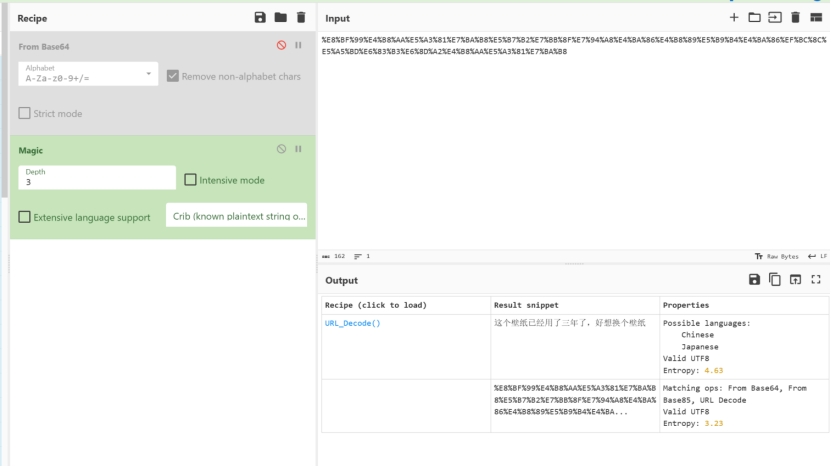 Recipe
From Base64
Alphabet
A-Za-z0-9+/=
Remove non-alphabet chars
Strict mode
Magic
Depth
3
Intensive mode
Extensive language support
Crib (known plaintext string o...
Input
%E8%BF%99%E4%B8%AA%E5%A3%81%E7%BA%B8%E5%B7%B2%E7%BB%8F%E7%94%A8%E4%BA%86%E4%B8%89%E5%B9%B4%E4%BA%86%EF%BC%8C%
E5%A5%BD%E6%83%B3%E6%8D%A2%E4%B8%AA%E5%A3%81%E7%BA%B8
162
1
Raw Bytes
LF
Output
Recipe (click to load)
Result snippet
Properties
URL_Decode()
这个壁纸已经用了三年了，好想换个壁纸
Possible languages:
Chinese
Japanese
Valid UTF8
Entropy: 4.63
%E8%BF%99%E4%B8%AA%E5%A3%81%E7%BA%B
8%E5%B7%B2%E7%BB%8F%E7%94%A8%E4%BA%
86%E4%B8%89%E5%B9%B4%E4%BA...
Matching ops: From Base64, From
Base85, URL Decode
Valid UTF8
Entropy: 3.23